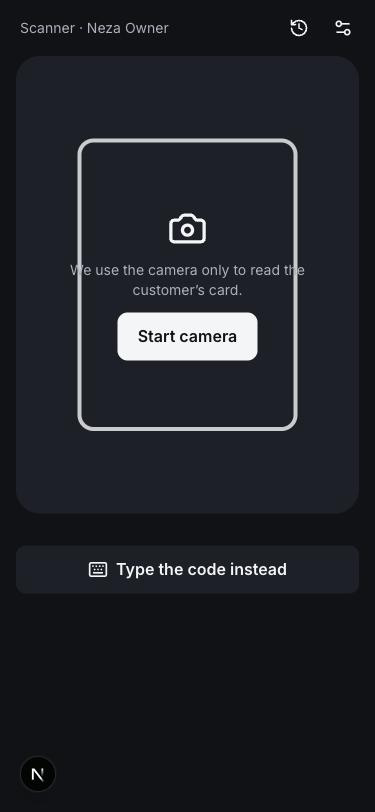 Scanner · Neza Owner
We use the camera only to read the
customer’s card.
Start camera
Type the code instead
N